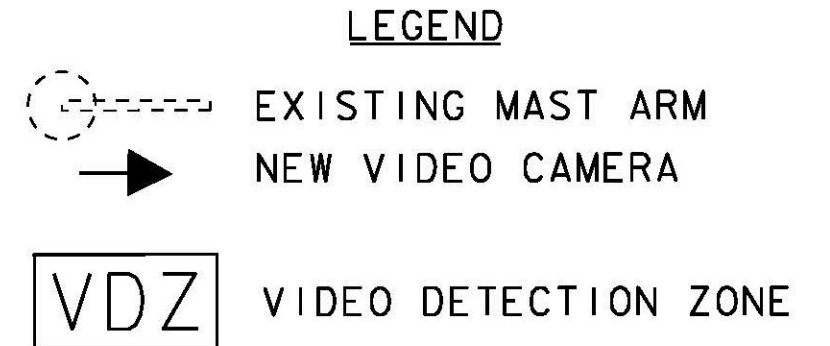 LEGEND
EXISTING MAST ARM
NEW VIDEO CAMERA
VDZ VIDEO DETECTION ZONE